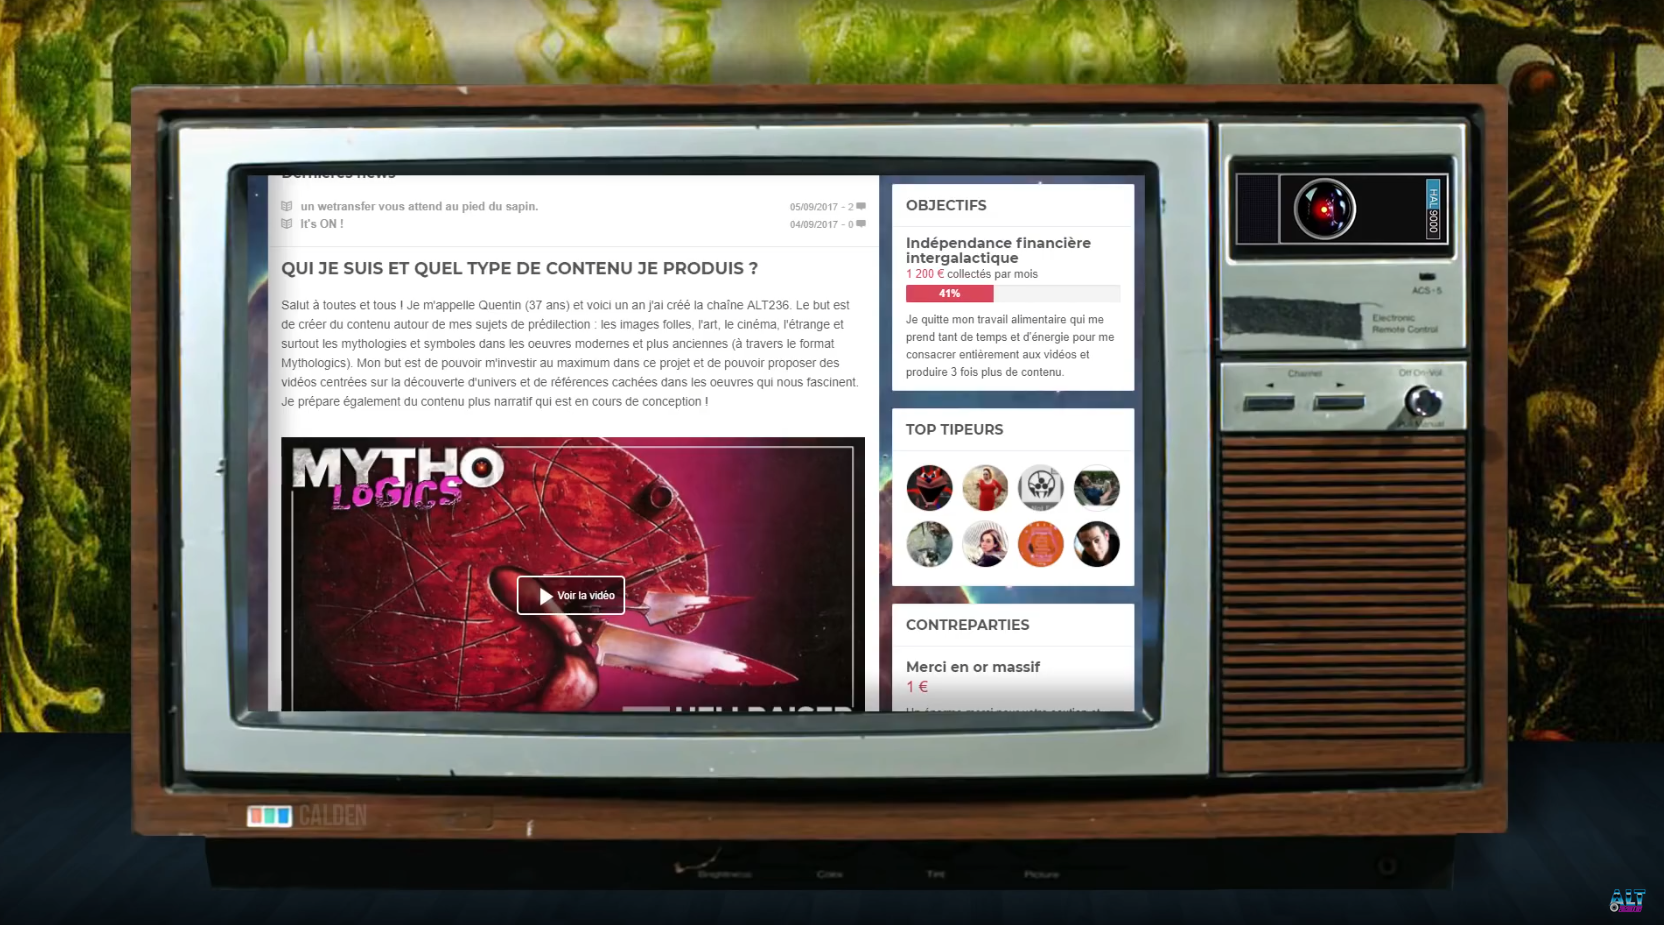 Dernières news
un wetransfer vous attend au pied du sapin. 05/09/2017 - 2
It's ON ! 04/09/2017 - 0
QUI JE SUIS ET QUEL TYPE DE CONTENU JE PRODUIS ?
Salut à toutes et tous ! Je m'appelle Quentin (37 ans) et voici un an j'ai créé la chaîne ALT236. Le but est
de créer du contenu autour de mes sujets de prédilection : les images folles, l'art, le cinéma, l'étrange et
surtout les mythologies et symboles dans les oeuvres modernes et plus anciennes (à travers le format
Mythologics). Mon but est de pouvoir m'investir au maximum dans ce projet et de pouvoir proposer des
vidéos centrées sur la découverte d'univers et de références cachées dans les oeuvres qui nous fascinent.
Je prépare également du contenu plus narratif qui est en cours de conception !
MYTHO
LOGICS
Voir la vidéo
HELLRAISER
OBJECTIFS
Indépendance financière
intergalactique
1 200 € collectés par mois
41%
Je quitte mon travail alimentaire qui me
prend tant de temps et d'énergie pour me
consacrer entièrement aux vidéos et
produire 3 fois plus de contenu.
TOP TIPEURS
CONTREPARTIES
Merci en or massif
1 €
Un énorme merci pour votre soutien et
HAL 9000
ACS-5
Electronic
Remote Control
Channel
Off On-Vol
Pull Manual
CALDEN
Brightness Color Tint Picture
ALT